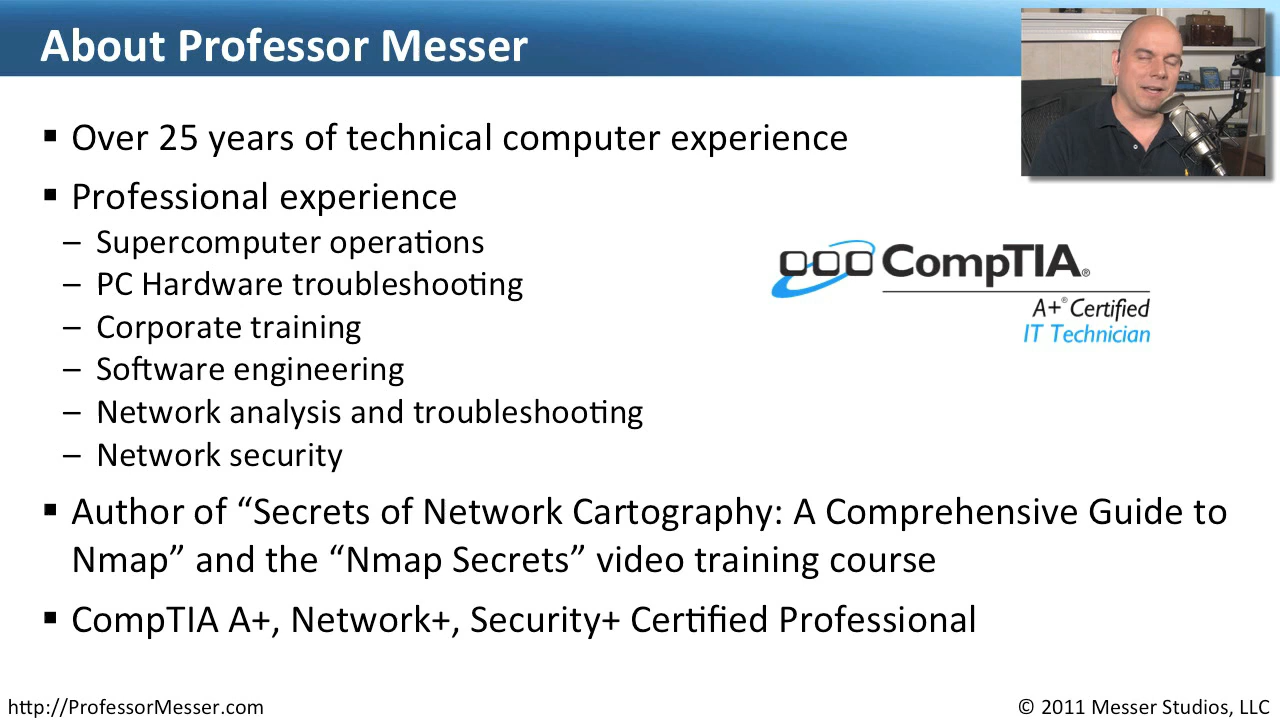 About Professor Messer
▪ Over 25 years of technical computer experience
▪ Professional experience
– Supercomputer operations
– PC Hardware troubleshooting
– Corporate training
– Software engineering
– Network analysis and troubleshooting
– Network security
CompTIA®
A+® Certified
IT Technician
▪ Author of “Secrets of Network Cartography: A Comprehensive Guide to
Nmap” and the “Nmap Secrets” video training course
▪ CompTIA A+, Network+, Security+ Certified Professional
http://ProfessorMesser.com
© 2011 Messer Studios, LLC